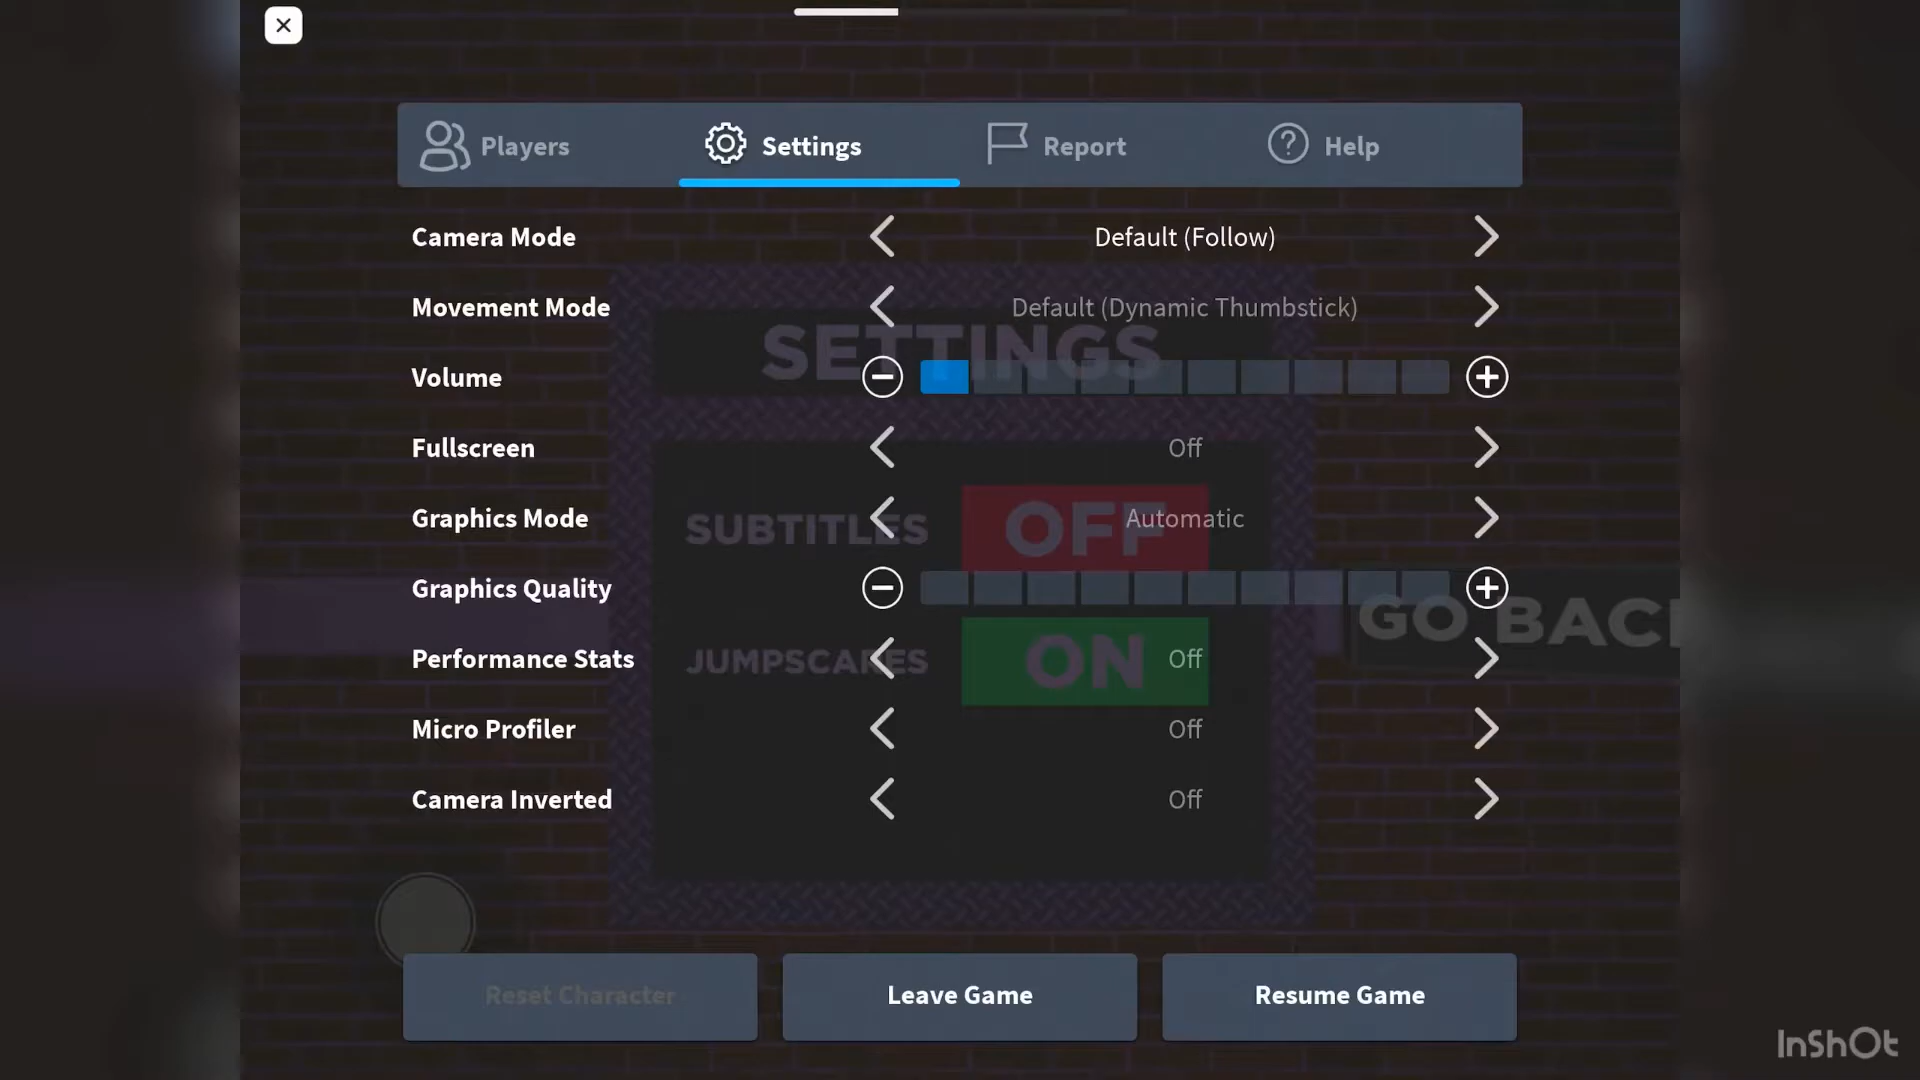 Players Settings Report Help
Camera Mode Default (Follow)
Movement Mode Default (Dynamic Thumbstick)
SETTINGS
Volume
Fullscreen Off
Graphics Mode Automatic
SUBTITLES OFF
Graphics Quality
GO BACK
Performance Stats Off
JUMPSCARES ON
Micro Profiler Off
Camera Inverted Off
Reset Character Leave Game Resume Game
InShOt